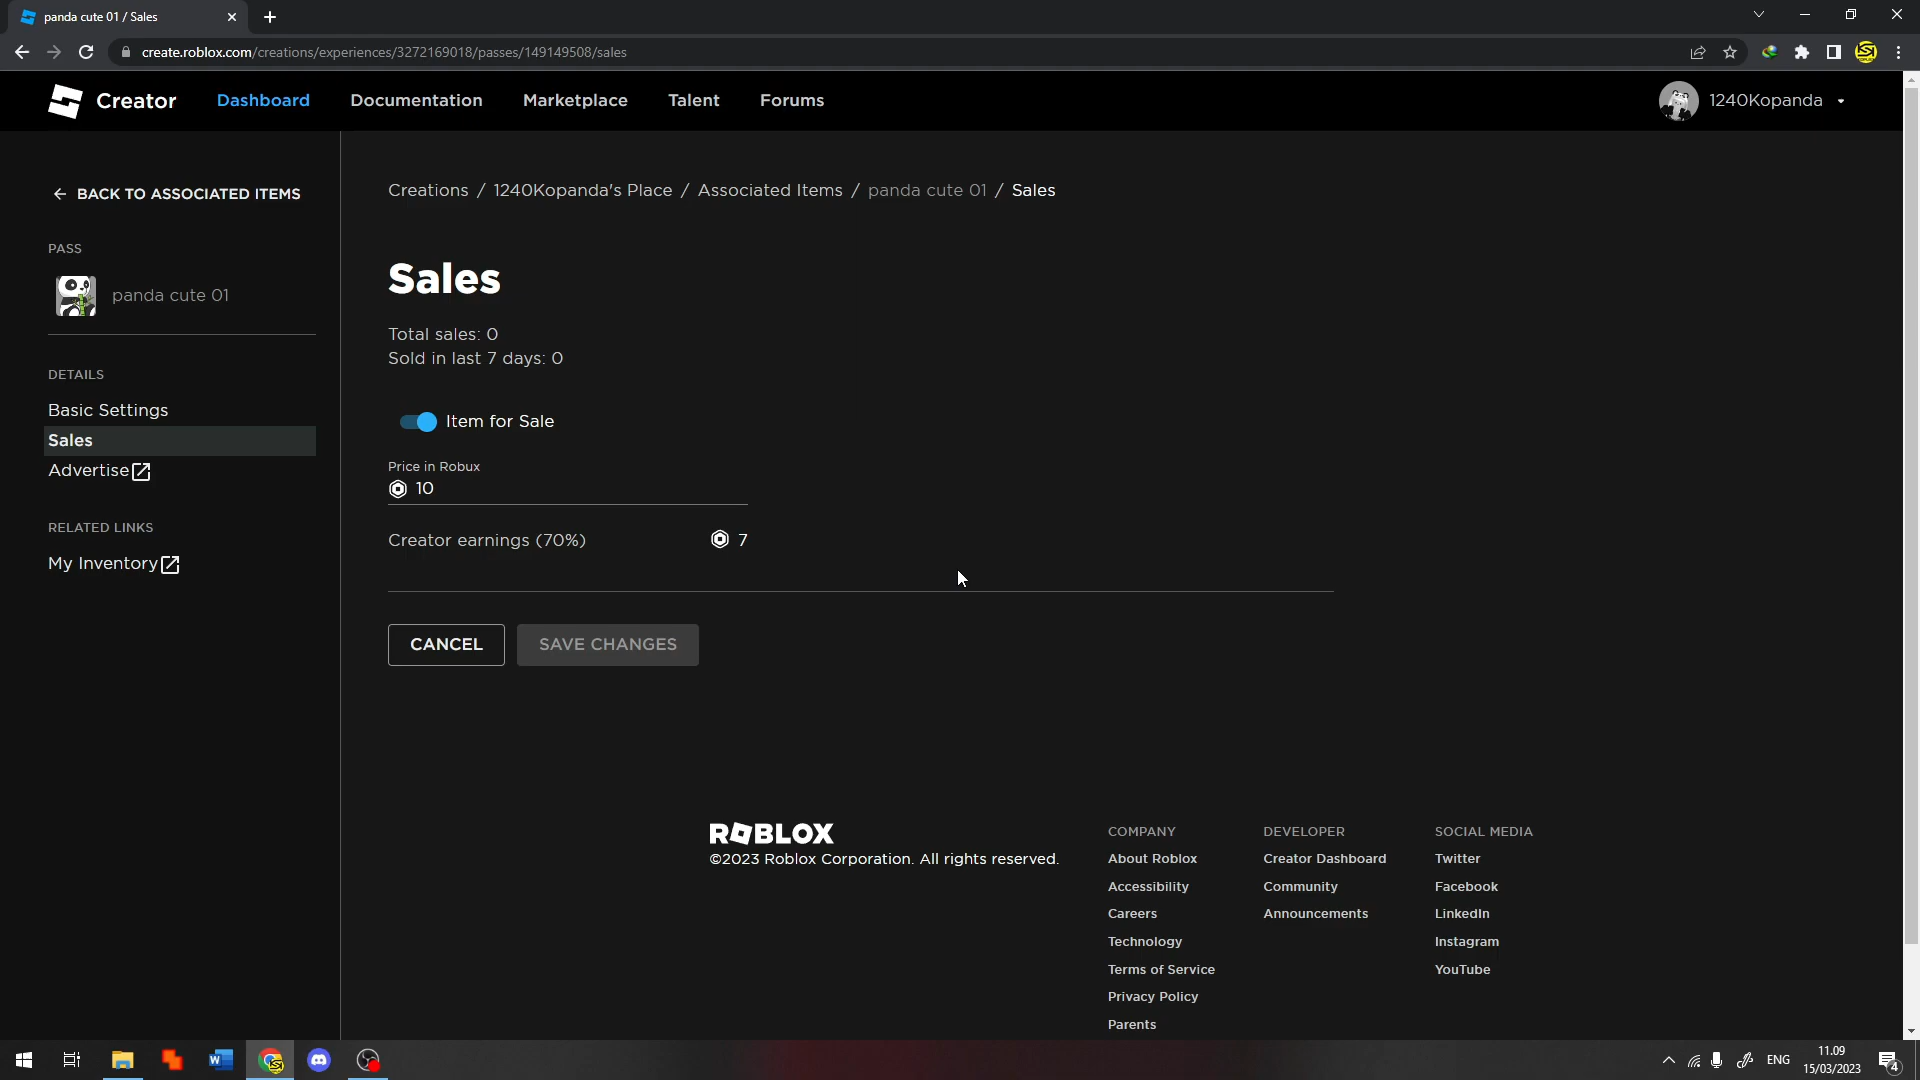 panda cute 01 / Sales
create.roblox.com/creations/experiences/3272169018/passes/149149508/sales
Creator
Dashboard
Documentation
Marketplace
Talent
Forums
1240Kopanda
BACK TO ASSOCIATED ITEMS
PASS
panda cute 01
DETAILS
Basic Settings
Sales
Advertise
RELATED LINKS
My Inventory
Creations / 1240Kopanda's Place / Associated Items / panda cute 01 / Sales
Sales
Total sales: 0
Sold in last 7 days: 0
Item for Sale
Price in Robux
10
Creator earnings (70%) 7
CANCEL
SAVE CHANGES
ROBLOX
©2023 Roblox Corporation. All rights reserved.
COMPANY
About Roblox
Accessibility
Careers
Technology
Terms of Service
Privacy Policy
Parents
DEVELOPER
Creator Dashboard
Community
Announcements
SOCIAL MEDIA
Twitter
Facebook
LinkedIn
Instagram
YouTube
ENG
11.09
15/03/2023
4